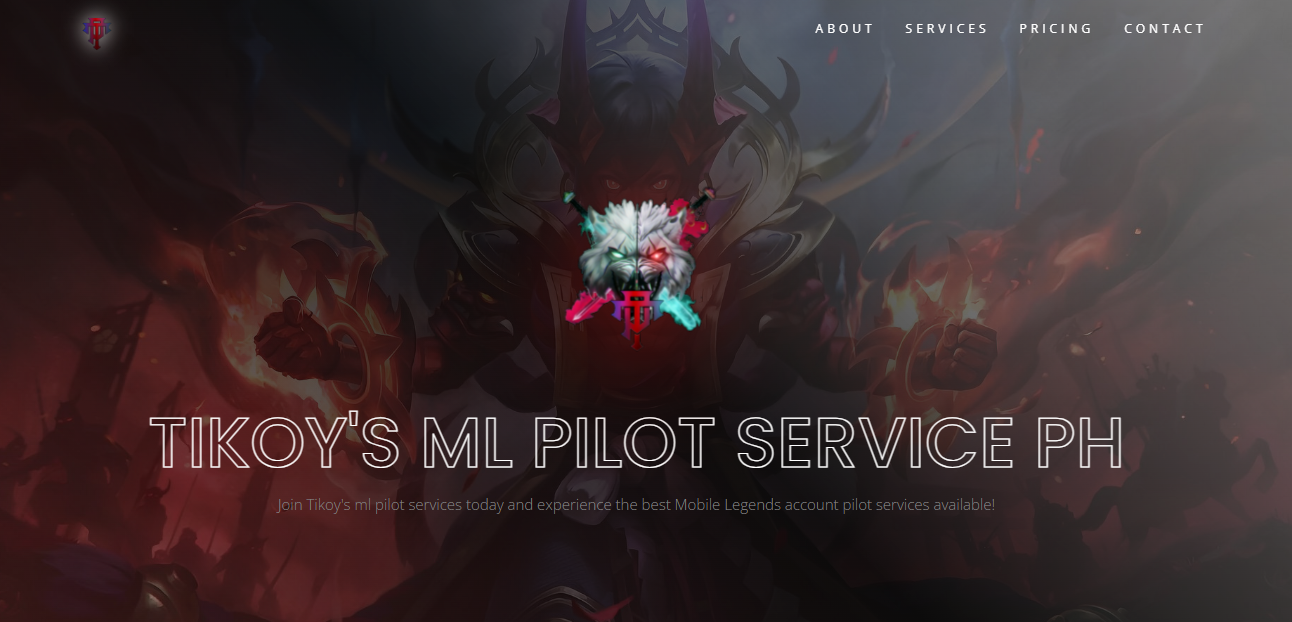 ABOUT SERVICES PRICING CONTACT
TIKOY'S ML PILOT SERVICE PH
Join Tikoy's ml pilot services today and experience the best Mobile Legends account pilot services available!